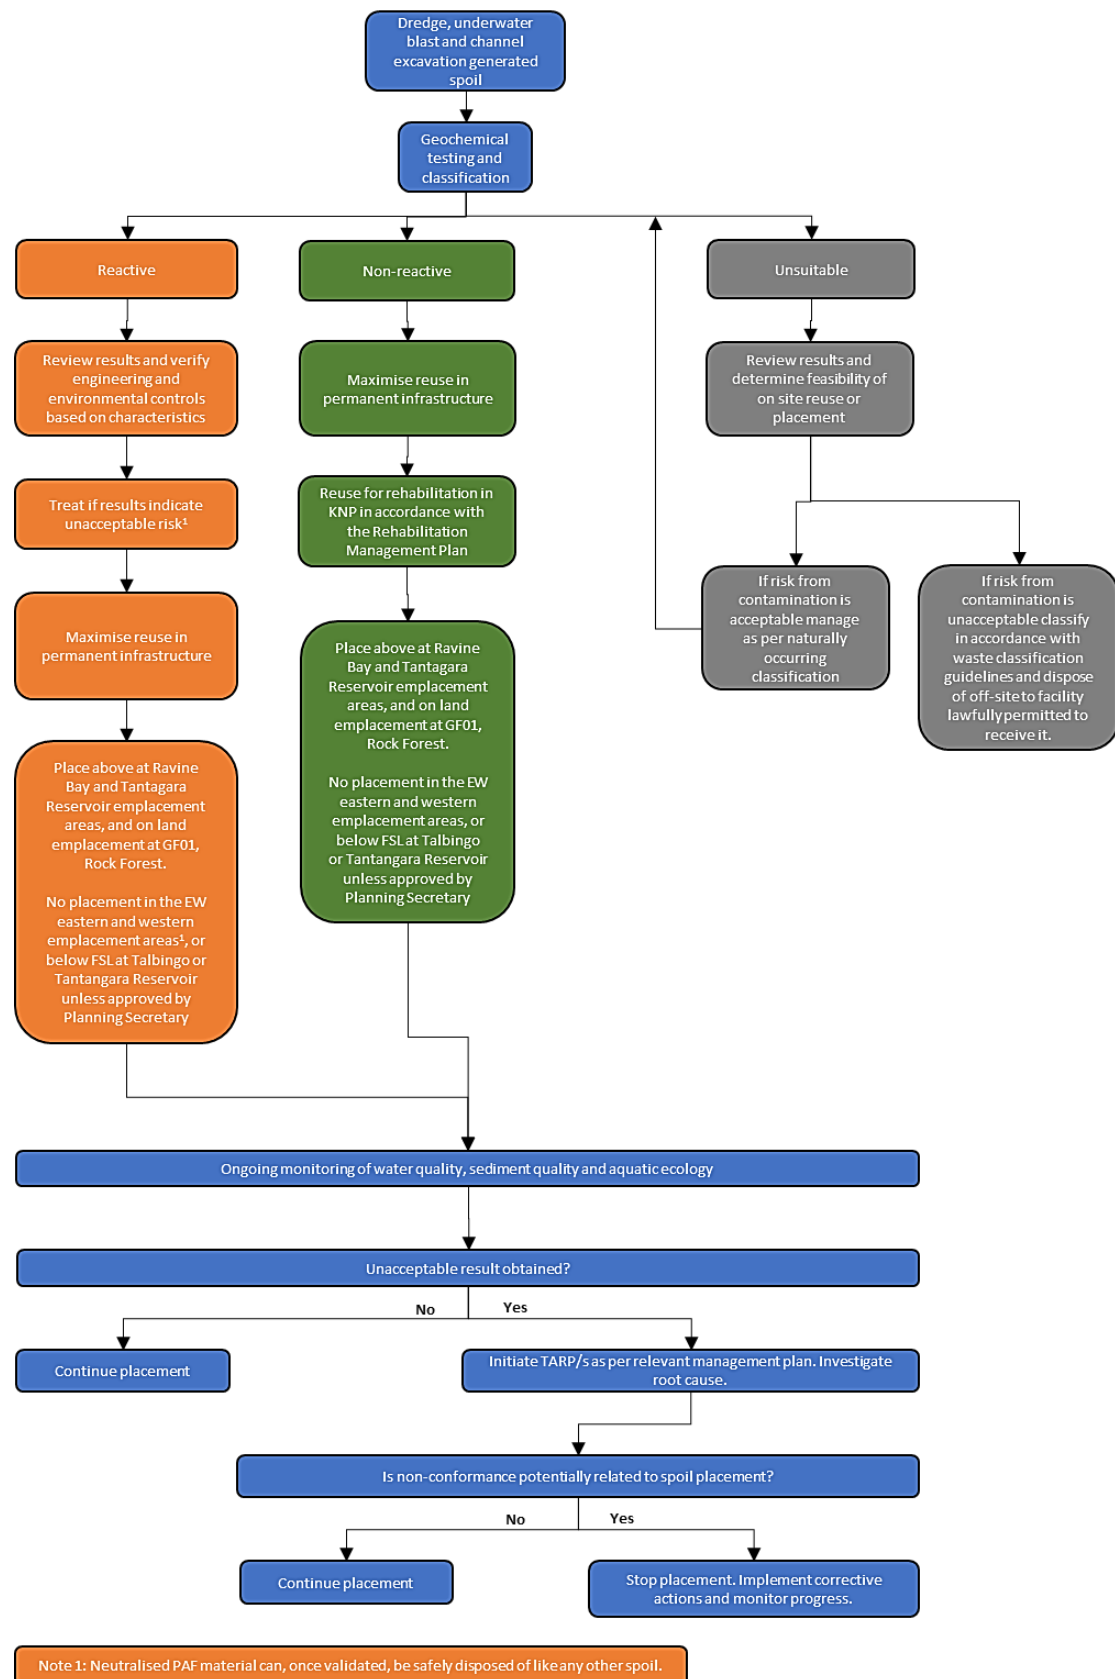 Dredge, underwater
blast and channel
excavation generated
spoil
Geochemical
testing and
classification
Reactive
Non-reactive
Unsuitable
Review results and verify
engineering and
environmental controls
based on characteristics
Maximise reuse in
permanent infrastructure
Review results and
determine feasibility of
on site reuse or
placement
Treat if results indicate
unacceptable risk¹
Reuse for rehabilitation in
KNP in accordance with
the Rehabilitation
Management Plan
Maximise reuse in
permanent infrastructure
If risk from
contamination is
acceptable manage
as per naturally
occurring
classification
If risk from
contamination is
unacceptable classify
in accordance with
waste classification
guidelines and dispose
of off-site to facility
lawfully permitted to
receive it.
Place above at Ravine
Bay and Tantagara
Reservoir emplacement
areas, and on land
emplacement at GF01,
Rock Forest.
No placement in the EW
eastern and western
emplacement areas¹, or
below FSL at Talbingo or
Tantangara Reservoir
unless approved by
Planning Secretary
Place above at Ravine
Bay and Tantagara
Reservoir emplacement
areas, and on land
emplacement at GF01,
Rock Forest.
No placement in the EW
eastern and western
emplacement areas, or
below FSL at Talbingo
or Tantangara Reservoir
unless approved by
Planning Secretary
Ongoing monitoring of water quality, sediment quality and aquatic ecology
Unacceptable result obtained?
No
Yes
Continue placement
Initiate TARP/s as per relevant management plan. Investigate
root cause.
Is non-conformance potentially related to spoil placement?
No
Yes
Continue placement
Stop placement. Implement corrective
actions and monitor progress.
Note 1: Neutralised PAF material can, once validated, be safely disposed of like any other spoil.